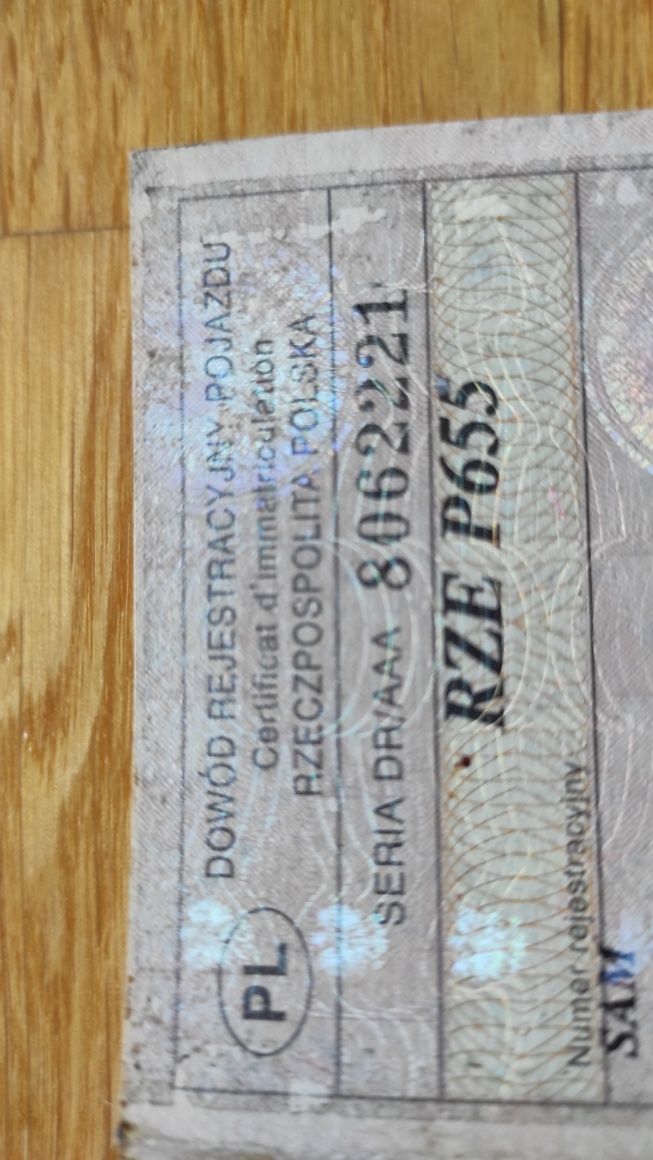 PL
DOWÓD REJESTRACYJNY POJAZDU
Certificat d'immatriculation
RZECZPOSPOLITA POLSKA
SERIA DR/AAA 8062221
RZE P655
Numer rejestracyjny
SAM